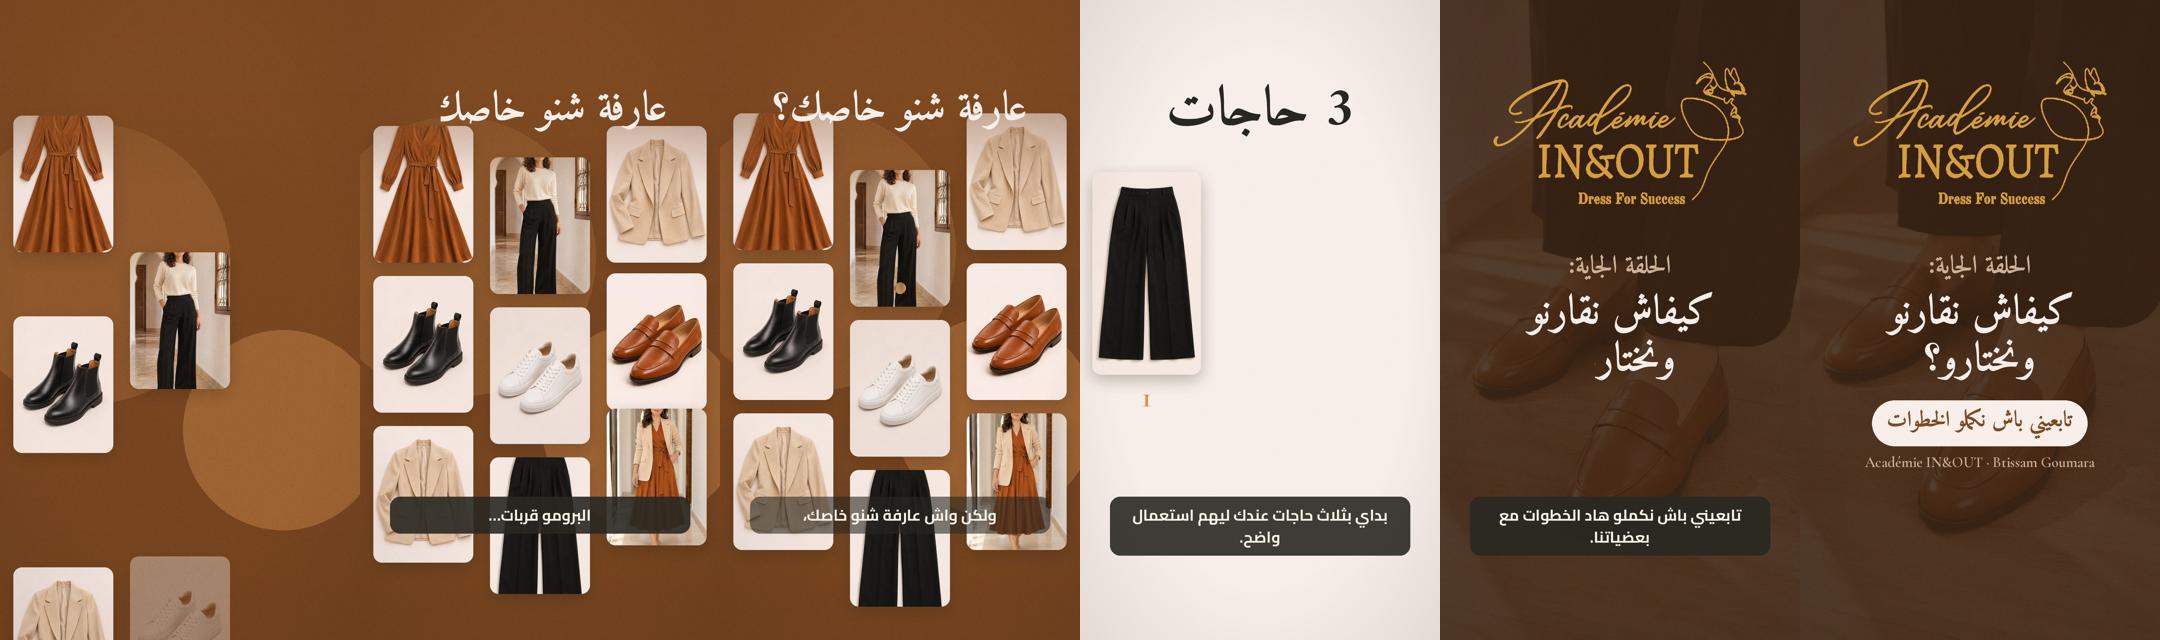 عارفة شنو خاصك
البرومو قربات...
عارفة شنو خاصك؟
ولكن واش عارفة شنو خاصك،
3 حاجات
1
بداي بثلاث حاجات عندك ليهم استعمال
واضح.
Académie
IN&OUT
Dress For Success
الحلقة الجاية:
كيفاش نقارنو
ونختار
تابعيني باش نكملو هاد الخطوات مع
بعضياتنا.
Académie
IN&OUT
Dress For Success
الحلقة الجاية:
كيفاش نقارنو
ونختارو؟
تابعيني باش نكملو الخطوات
Académie IN&OUT · Btissam Goumara